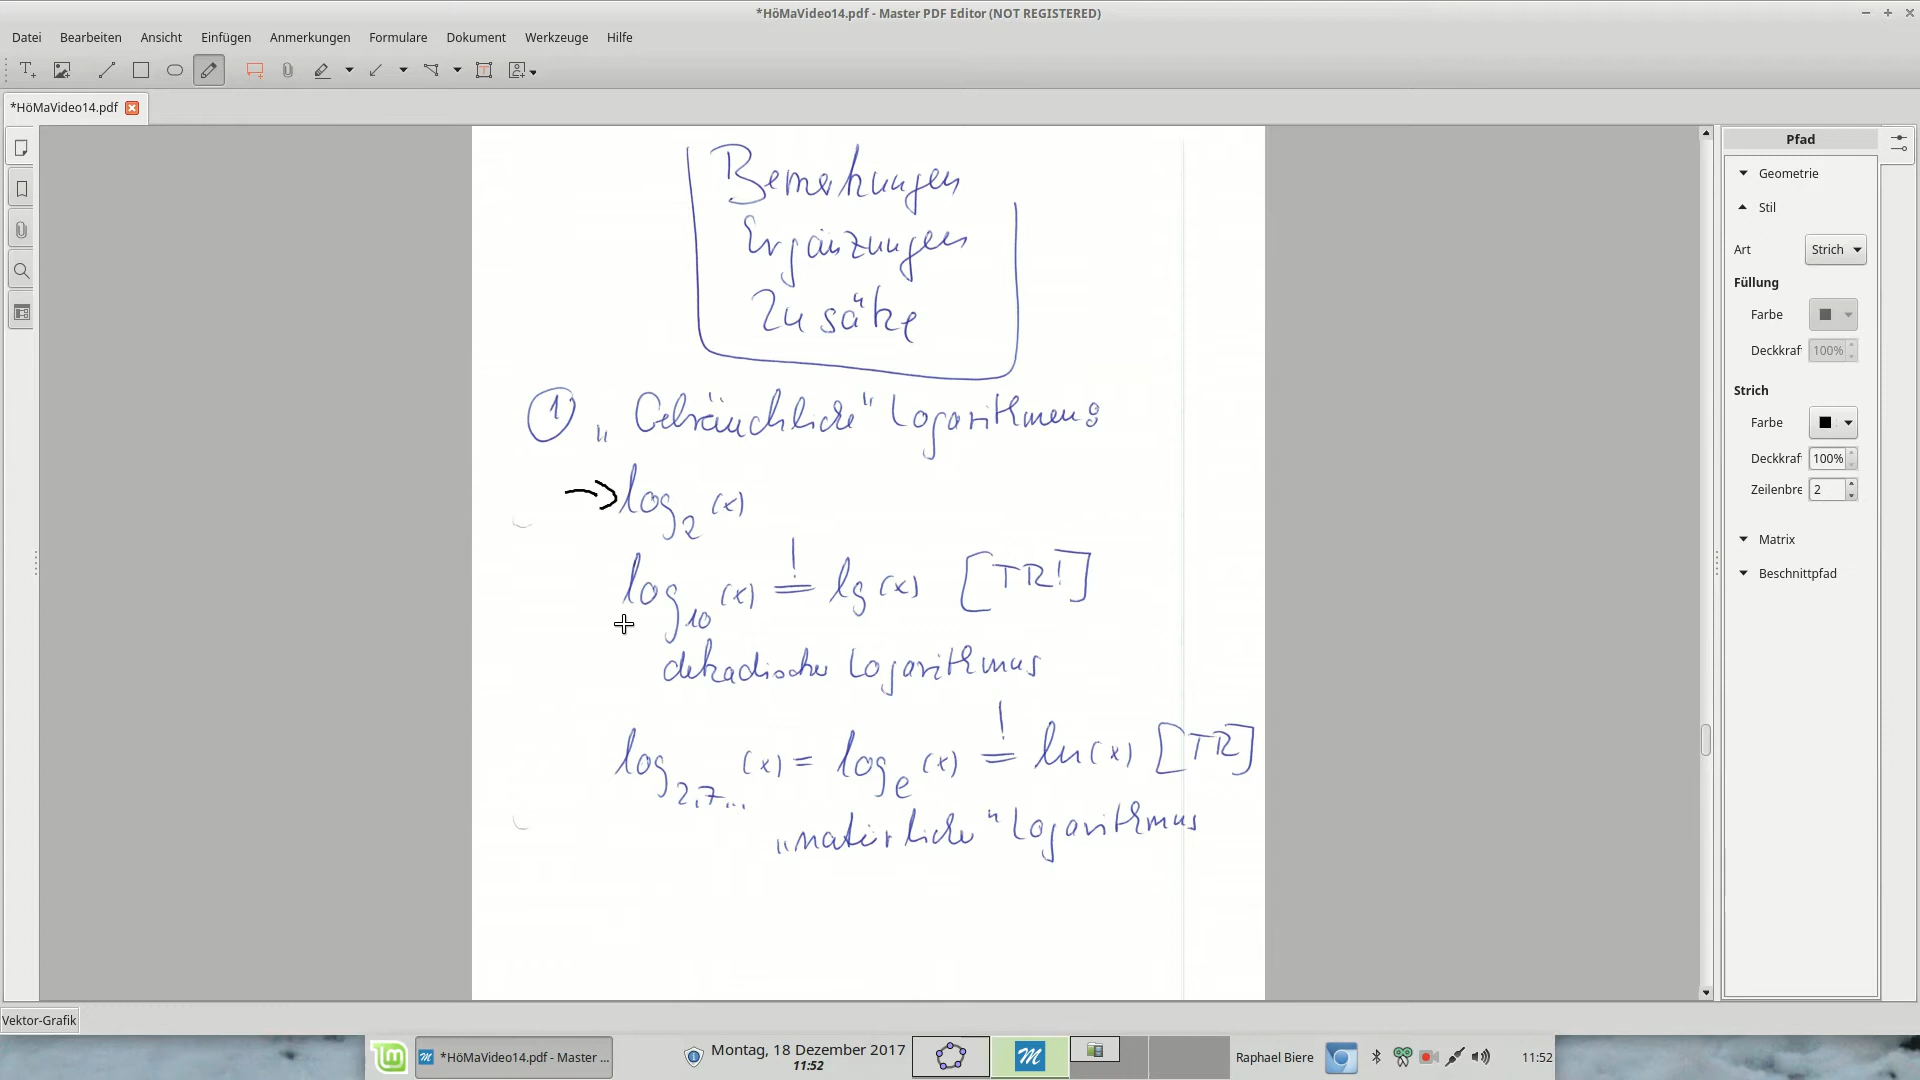 *HöMaVideo14.pdf - Master PDF Editor (NOT REGISTERED)
Datei Bearbeiten Ansicht Einfügen Anmerkungen Formulare Dokument Werkzeuge Hilfe
*HöMaVideo14.pdf
Bemerkungen
Ergänzungen
Zusätze
① „Gebräuchliche“ Logarithmen:
log₂ (x)
log₁₀ (x) =! lg (x) [TR!]
dekadischer Logarithmus
log₂,₇... (x) = logₑ (x) =! ln (x) [TR]
„natürlicher“ Logarithmus
Pfad
Geometrie
Stil
Art Strich
Füllung
Farbe
Deckkraf 100%
Strich
Farbe
Deckkraf 100%
Zeilenbre 2
Matrix
Beschnittpfad
Vektor-Grafik
*HöMaVideo14.pdf - Master ...
Montag, 18 Dezember 2017
11:52
Raphael Biere
11:52